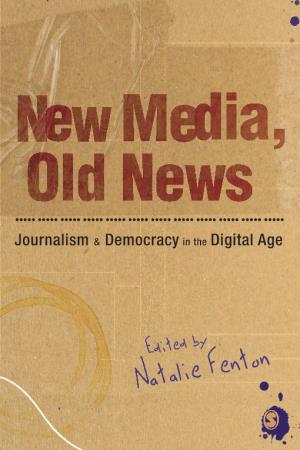 New Media,
Old News
Journalism & Democracy in the Digital Age
Edited by
Natalie Fenton